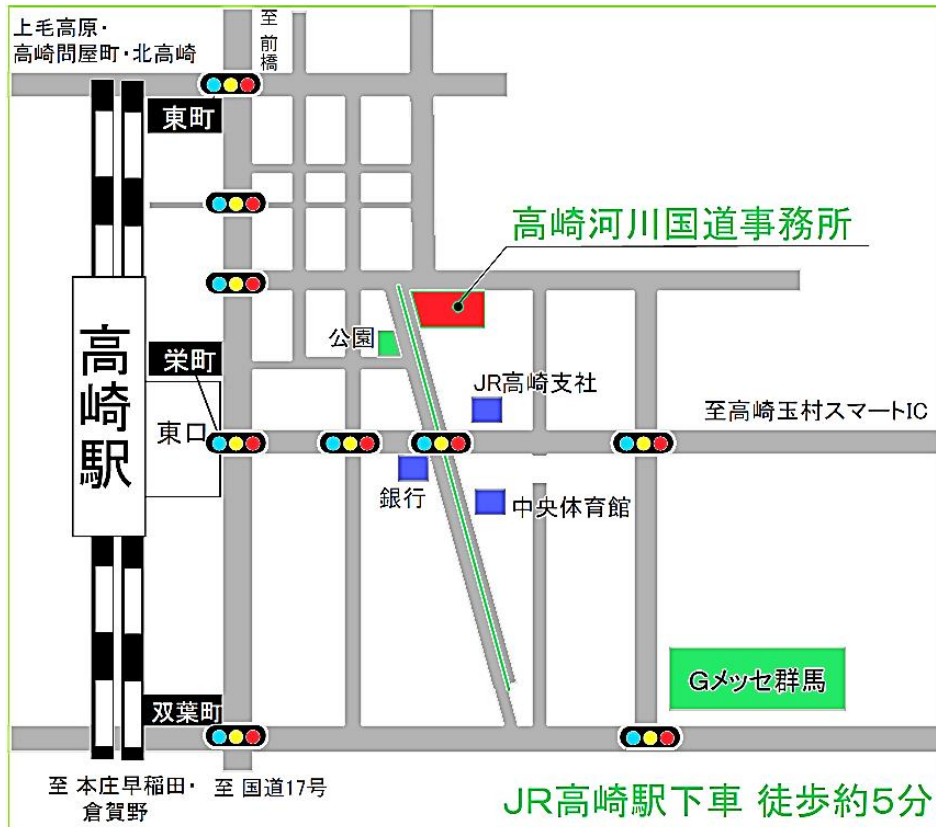 上毛高原・
高崎問屋町・北高崎
至 前橋
東町
高崎河川国道事務所
高崎駅
栄町
公園
JR高崎支社
至高崎玉村スマートIC
東口
銀行
中央体育館
Gメッセ群馬
双葉町
至 本庄早稲田・
倉賀野
至 国道17号
JR高崎駅下車 徒歩約5分